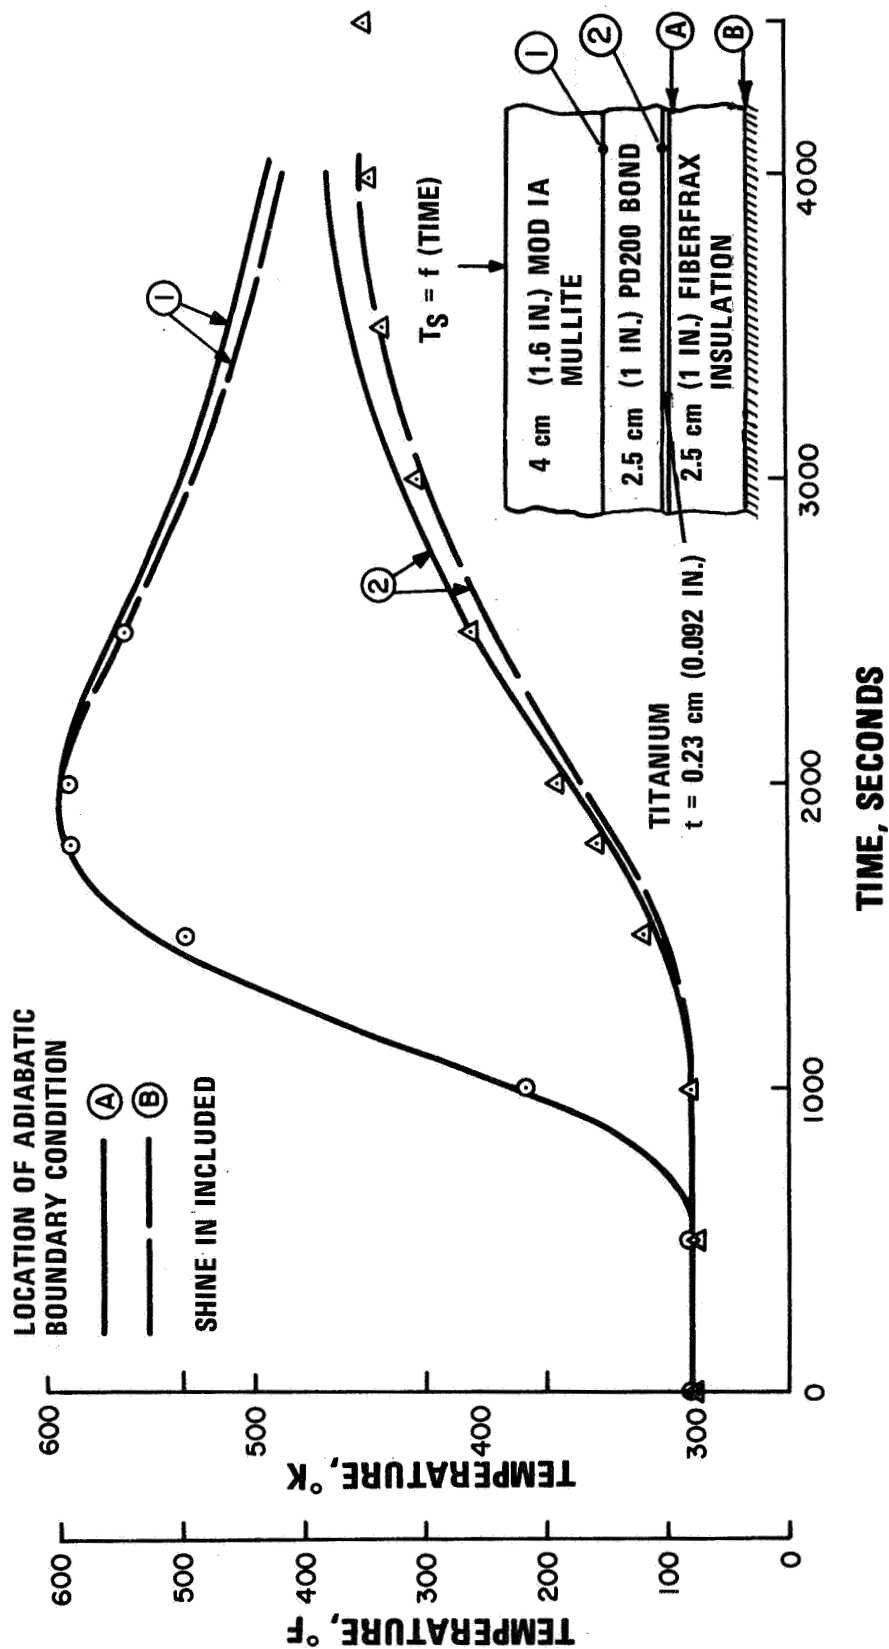 LOCATION OF ADIABATIC
BOUNDARY CONDITION
A
B
SHINE IN INCLUDED
1
2
TEMPERATURE, °F
600
500
400
300
200
100
0
TEMPERATURE, °K
600
500
400
300
0
1000
2000
3000
4000
TIME, SECONDS
TS = f (TIME)
4 cm (1.6 IN.) MOD IA
MULLITE
2.5 cm (1 IN.) PD200 BOND
2.5 cm (1 IN.) FIBERFRAX
INSULATION
TITANIUM
t = 0.23 cm (0.092 IN.)
1
2
A
B